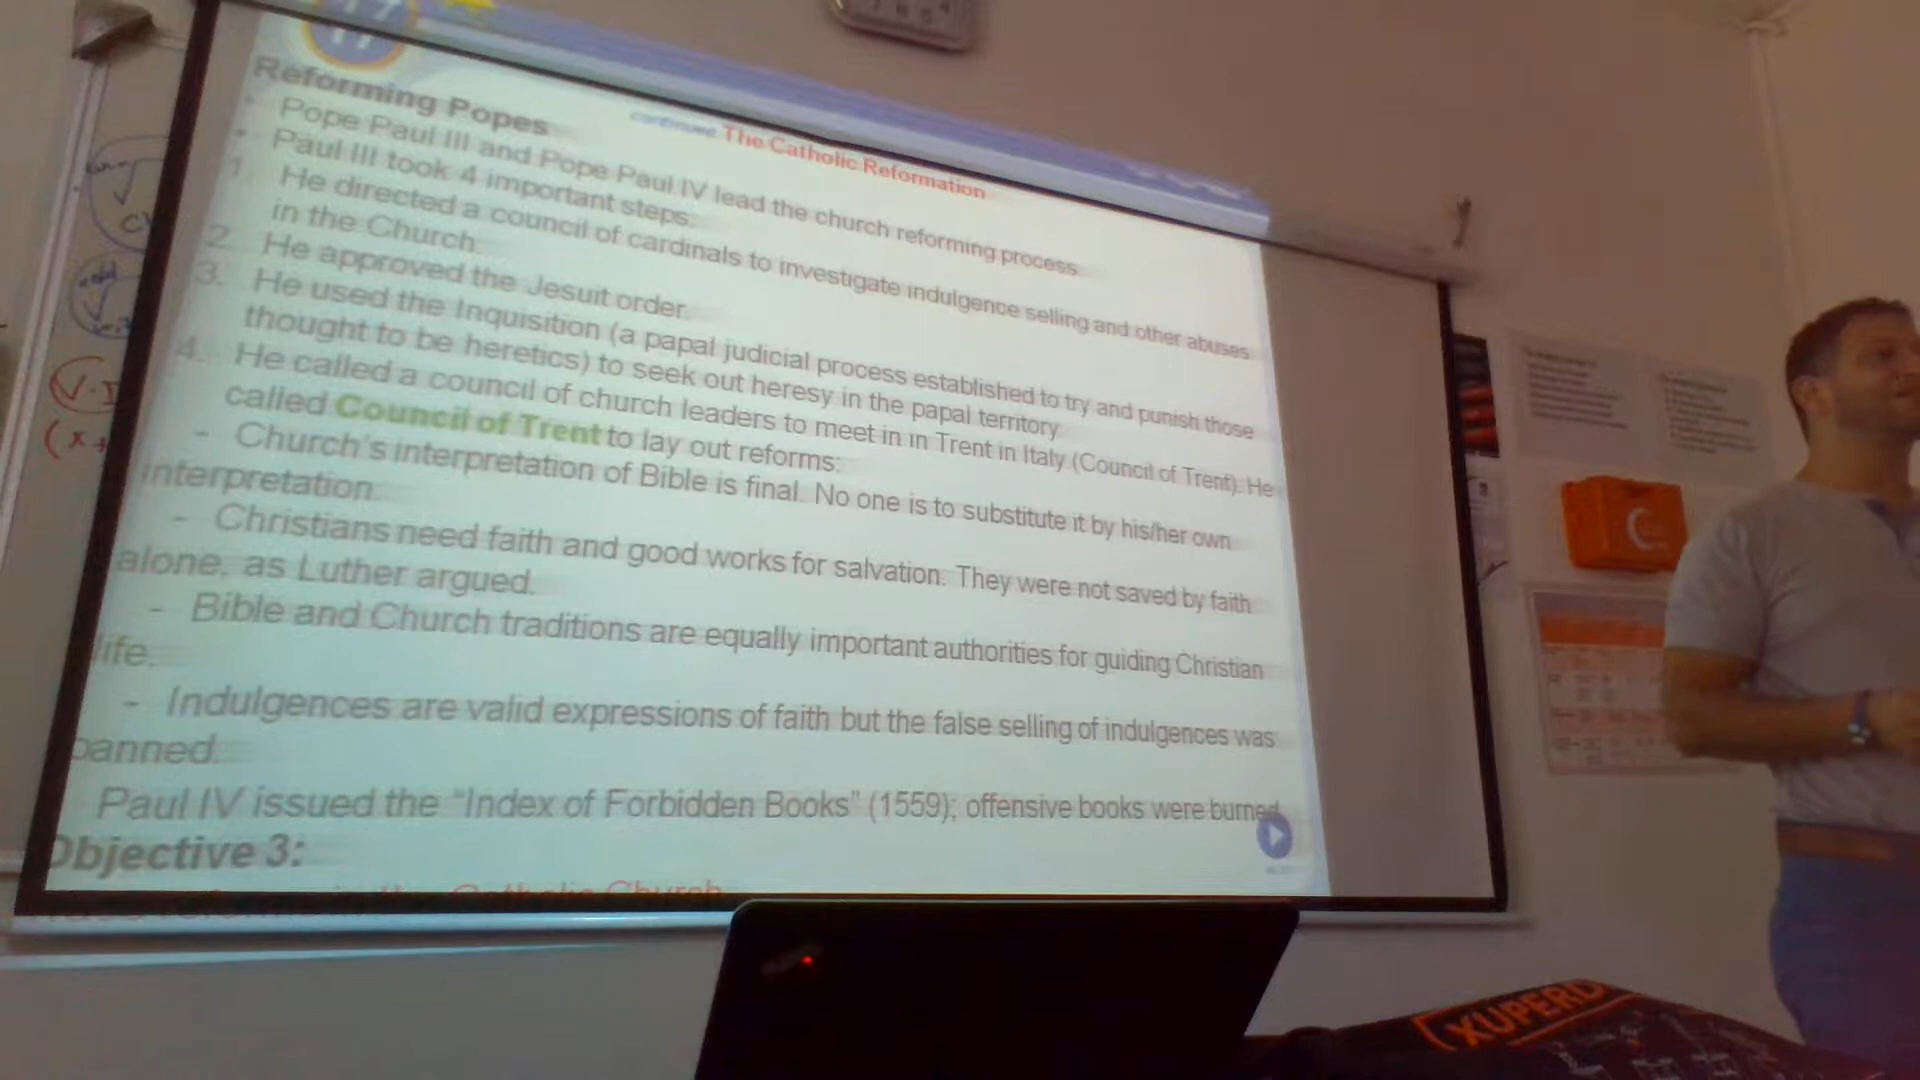 17
Reforming Popes
continued The Catholic Reformation
Pope Paul III and Pope Paul IV lead the church reforming process
Paul III took 4 important steps:
1. He directed a council of cardinals to investigate indulgence selling and other abuses
in the Church.
2. He approved the Jesuit order.
3. He used the Inquisition (a papal judicial process established to try and punish those
thought to be heretics) to seek out heresy in the papal territory
4. He called a council of church leaders to meet in in Trent in Italy (Council of Trent). He
called Council of Trent to lay out reforms:
- Church's interpretation of Bible is final. No one is to substitute it by his/her own
interpretation.
- Christians need faith and good works for salvation. They were not saved by faith
alone, as Luther argued.
- Bible and Church traditions are equally important authorities for guiding Christian
life.
- Indulgences are valid expressions of faith but the false selling of indulgences was
banned.
Paul IV issued the “Index of Forbidden Books” (1559); offensive books were burned
Objective 3:
Catholic Church
XUPERD